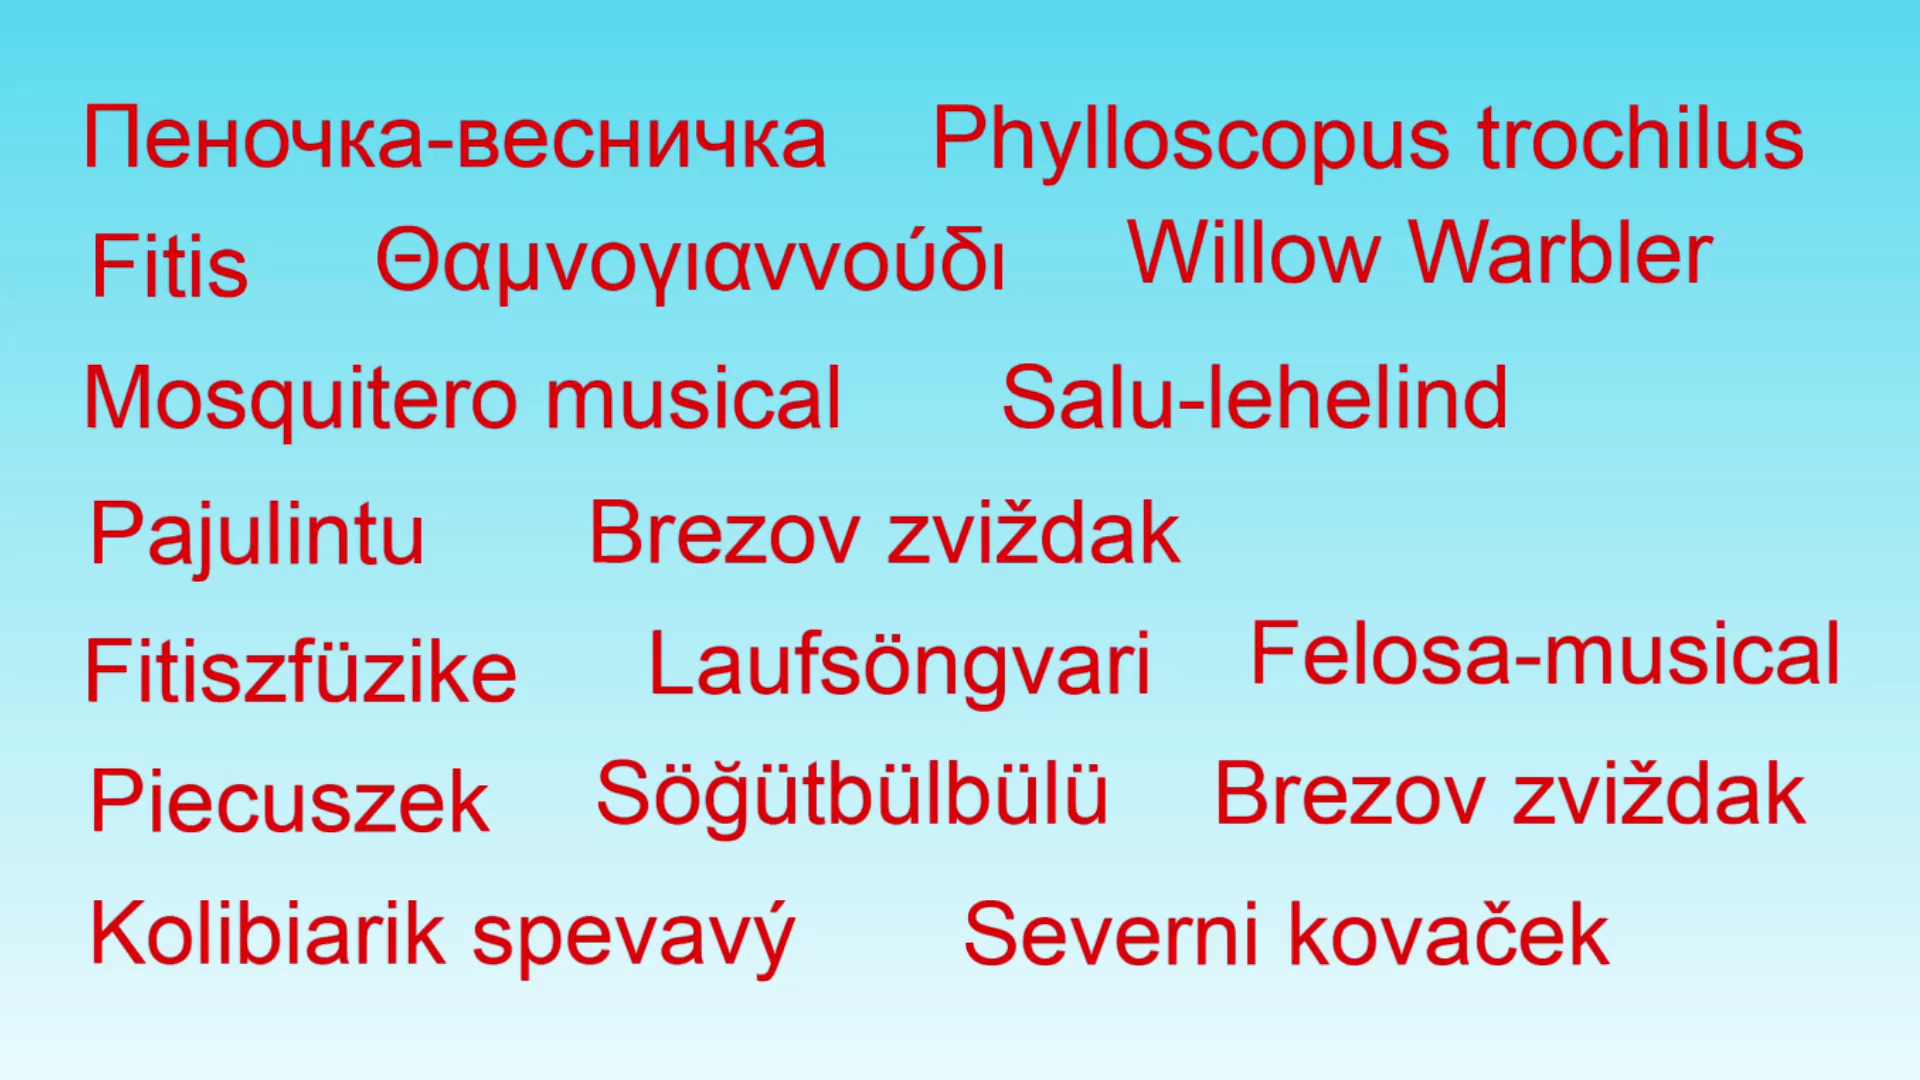 Пеночка-весничка Phylloscopus trochilus
Fitis Θαμνογιαννούδι Willow Warbler
Mosquitero musical Salu-lehelind
Pajulintu Brezov zviždak
Fitiszfüzike Laufsöngvari Felosa-musical
Piecuszek Söğütbülbülü Brezov zviždak
Kolibiarik spevavý Severni kovaček